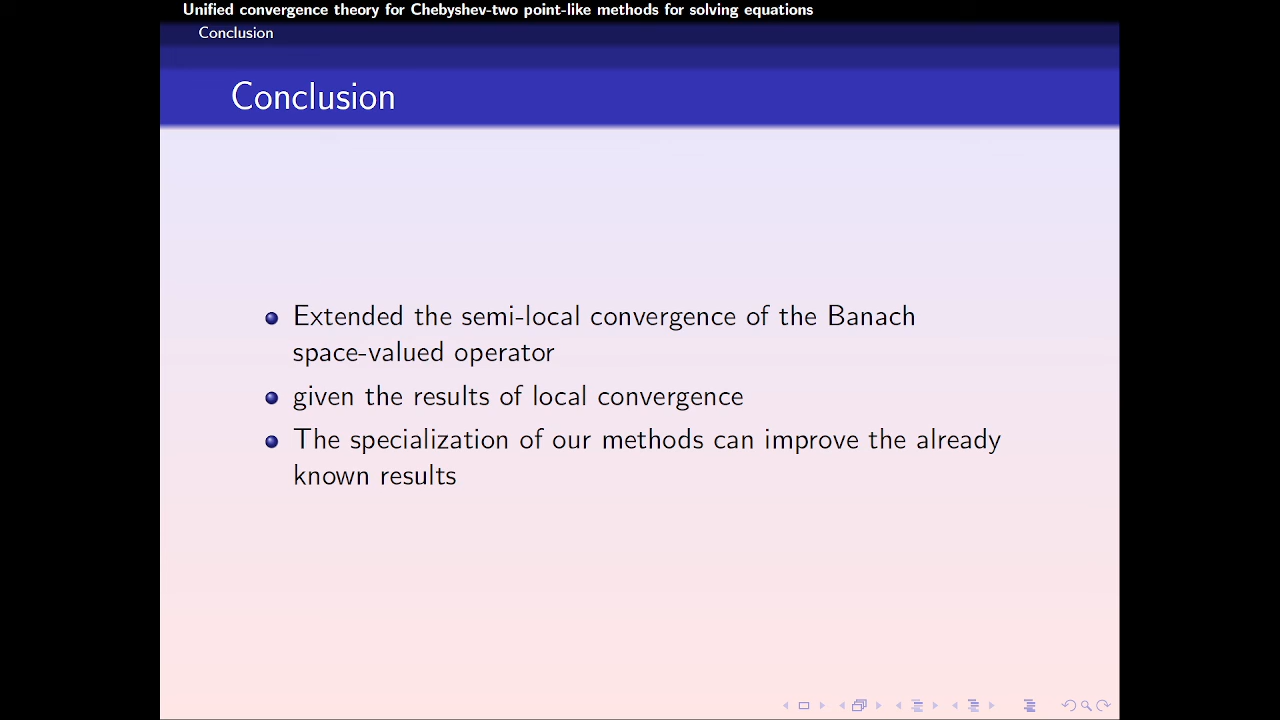 Unified convergence theory for Chebyshev-two point-like methods for solving equations
Conclusion
Conclusion
Extended the semi-local convergence of the Banach
space-valued operator
given the results of local convergence
The specialization of our methods can improve the already
known results